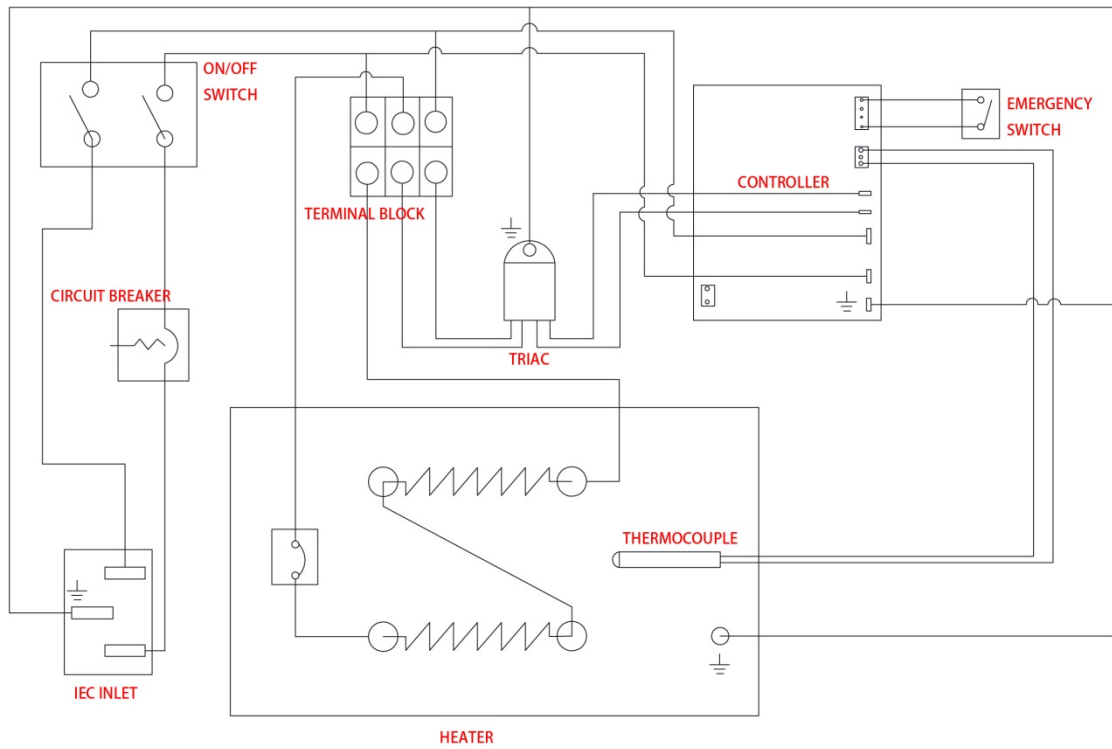 ON/OFF
SWITCH
EMERGENCY
SWITCH
CONTROLLER
TERMINAL BLOCK
CIRCUIT BREAKER
TRIAC
THERMOCOUPLE
IEC INLET
HEATER